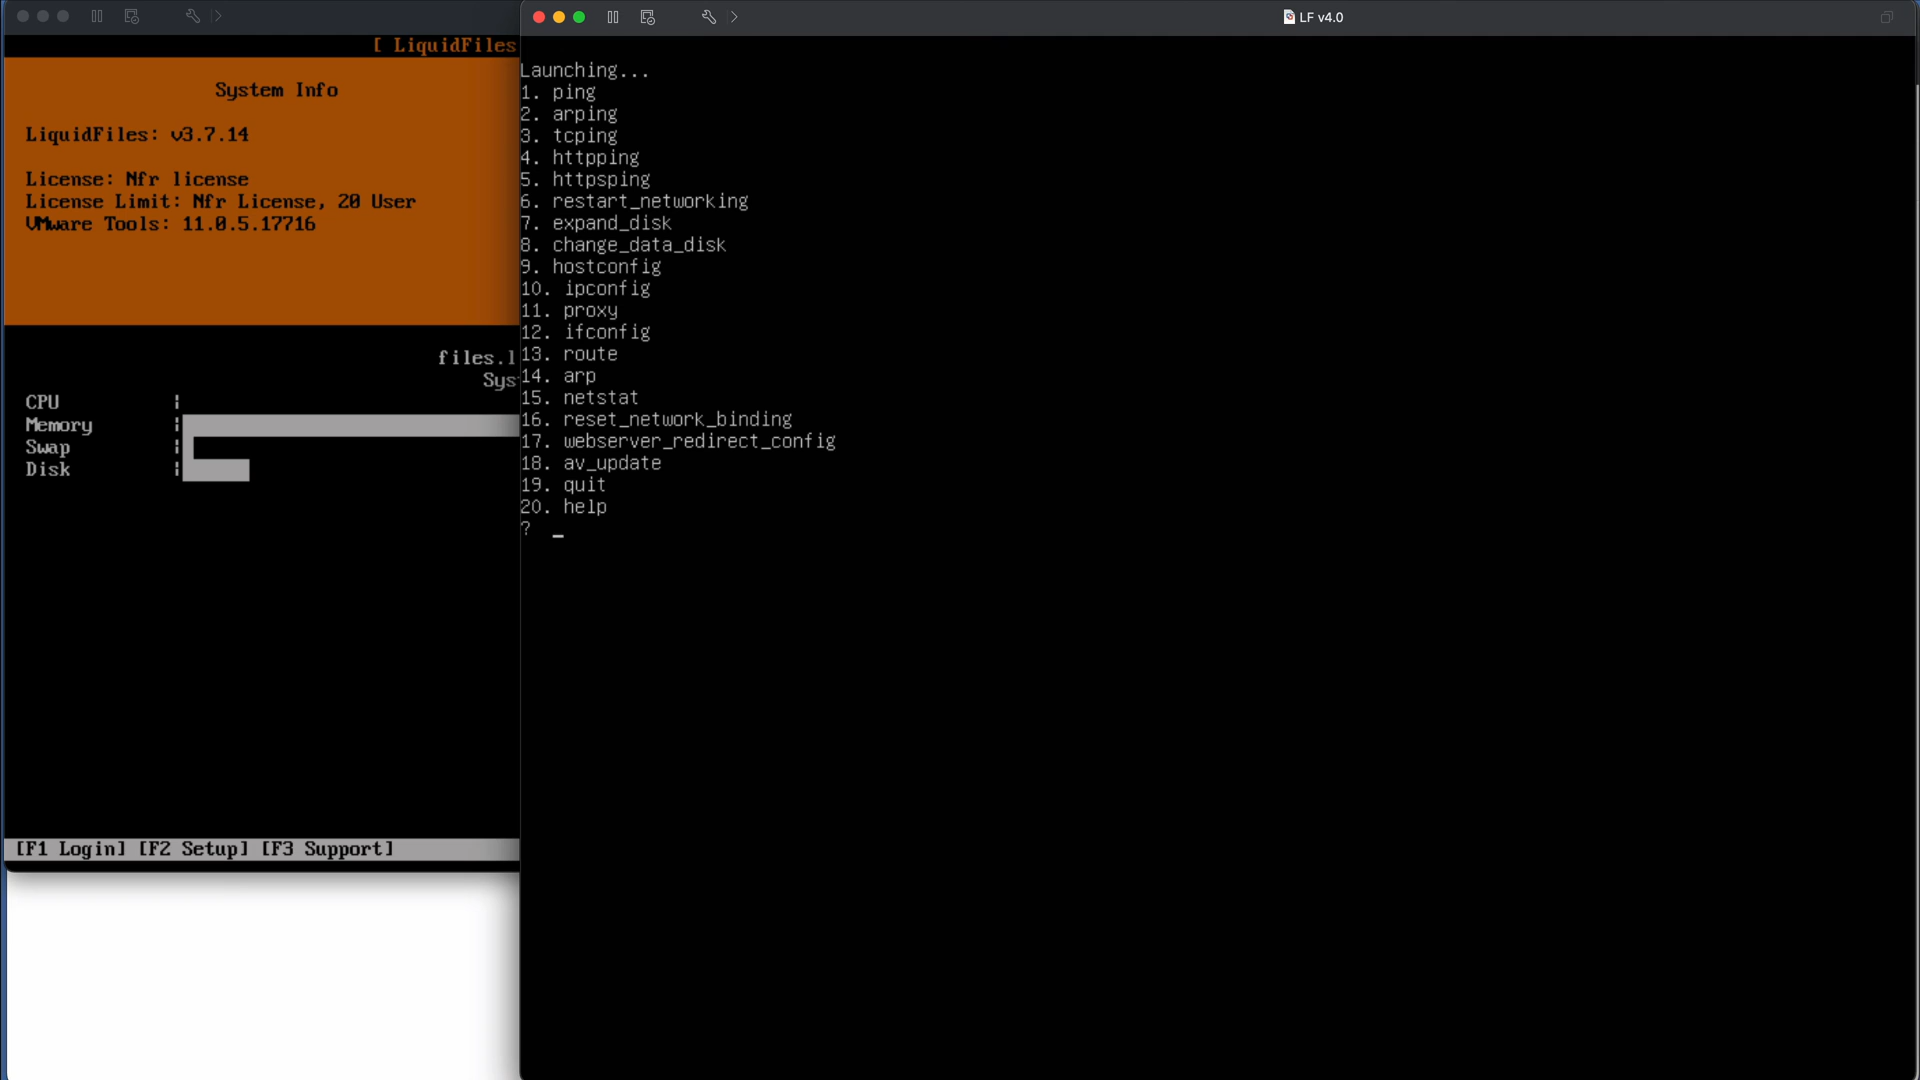 [ LiquidFiles
System Info
LiquidFiles: v3.7.14
License: Nfr license
License Limit: Nfr License, 20 User
VMware Tools: 11.0.5.17716
files.l
Sys
CPU
Memory
Swap
Disk
[F1 Login] [F2 Setup] [F3 Support]
LF v4.0
Launching...
1. ping
2. arping
3. tcping
4. httpping
5. httpsping
6. restart_networking
7. expand_disk
8. change_data_disk
9. hostconfig
10. ipconfig
11. proxy
12. ifconfig
13. route
14. arp
15. netstat
16. reset_network_binding
17. webserver_redirect_config
18. av_update
19. quit
20. help
? _